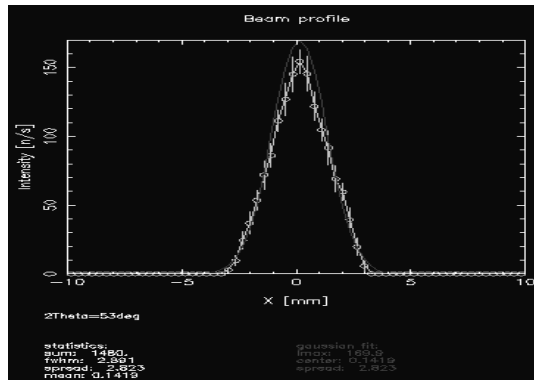 Beam profile
150
100
50
0
Intensity [n/s]
-10 -5 0 5 10
X [mm]
2Theta=53deg
statistics: gaussian fit:
sum: 1480. Imax: 169.9
fwhm: 2.891 center: 0.1419
spread: 2.823 spread: 2.823
mean: 0.1419